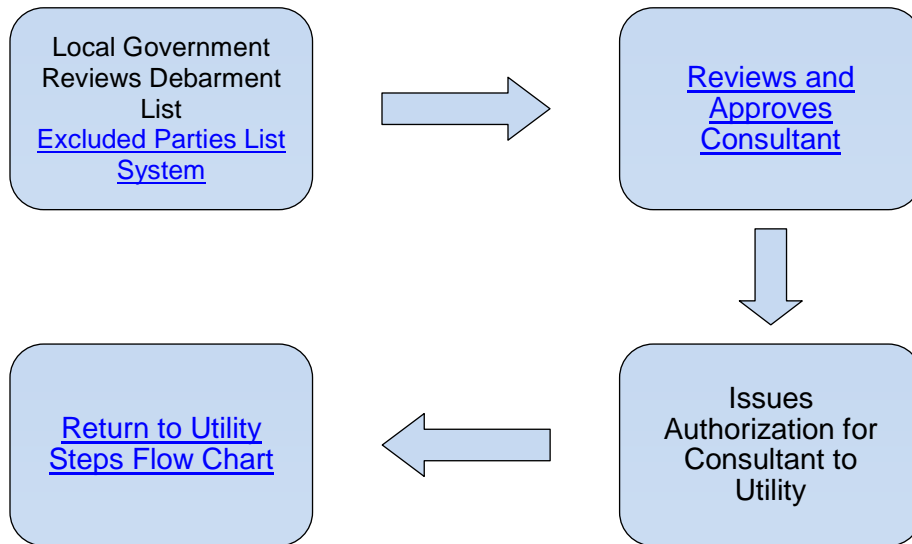 Local Government
Reviews Debarment
List
Excluded Parties List
System
Reviews and
Approves
Consultant
Issues
Authorization for
Consultant to
Utility
Return to Utility
Steps Flow Chart